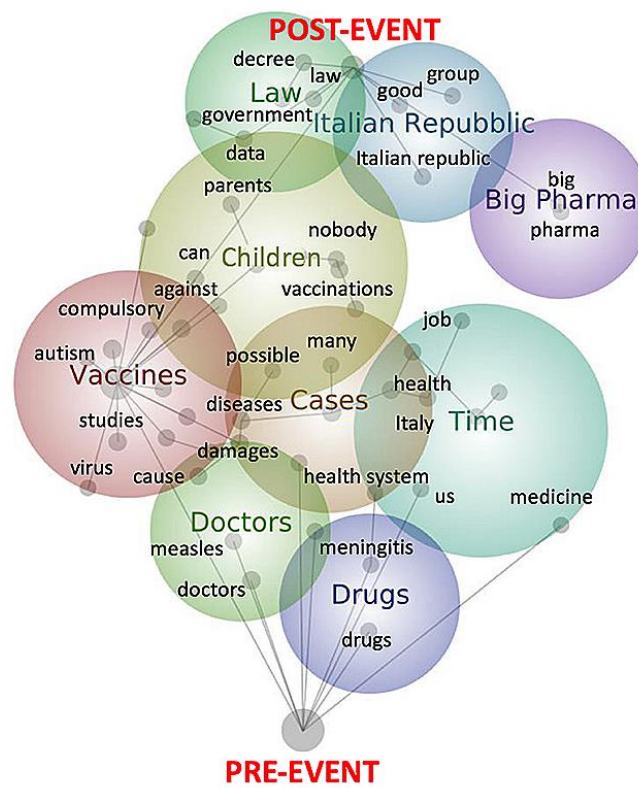 POST-EVENT
decree
law
group
Law
good
government
Italian Repubblic
data
Italian republic
big
parents
Big Pharma
nobody
pharma
can
Children
against
vaccinations
compulsory
job
many
autism
possible
Vaccines
health
diseases
Cases
studies
Italy
Time
damages
virus
cause
health system
us
medicine
Doctors
measles
meningitis
doctors
Drugs
drugs
PRE-EVENT